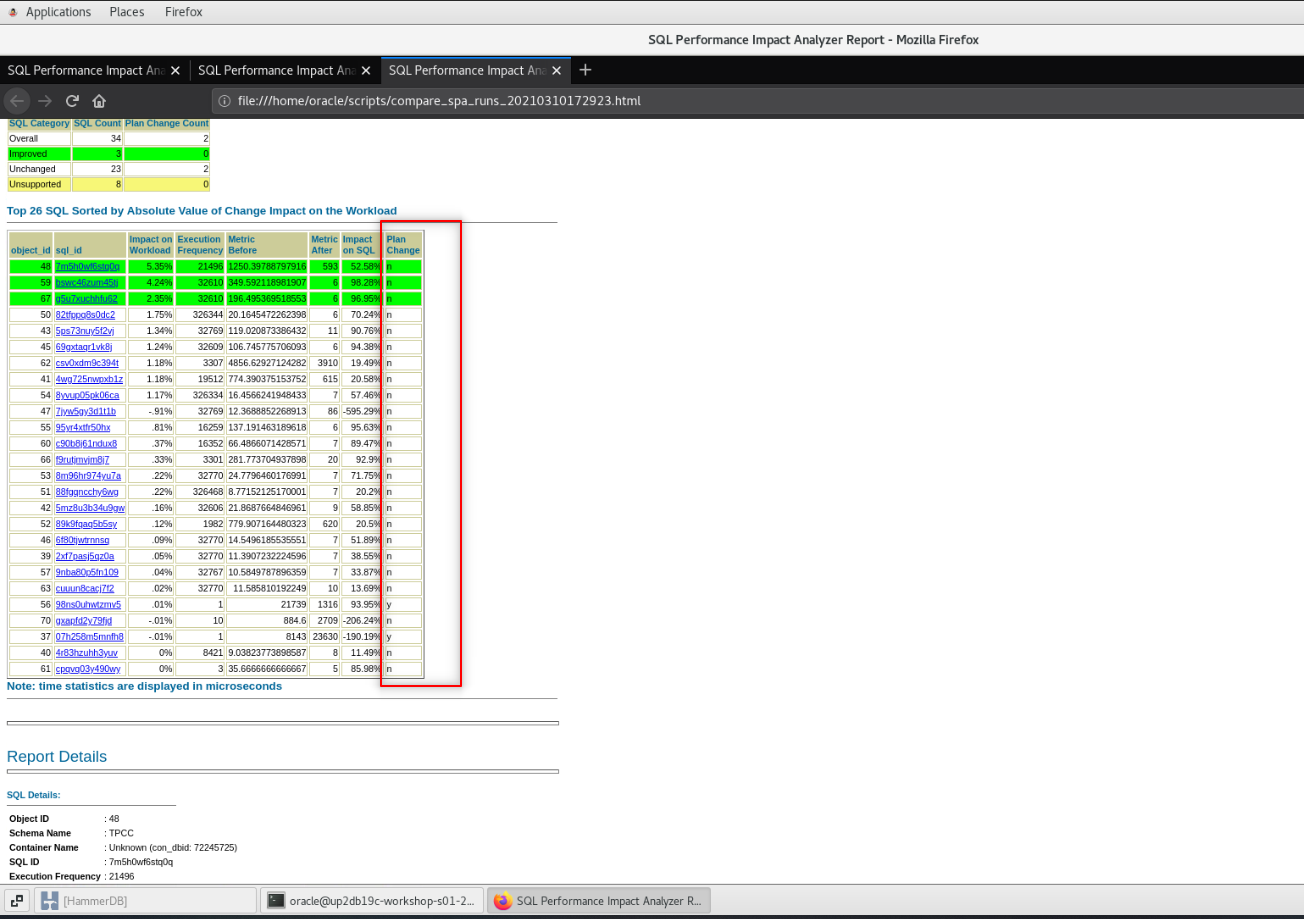 Applications Places Firefox
SQL Performance Impact Analyzer Report - Mozilla Firefox
SQL Performance Impact Ana SQL Performance Impact Ana SQL Performance Impact Ana
file:///home/oracle/scripts/compare_spa_runs_20210310172923.html
SQL Category SQL Count Plan Change Count
Overall 34 2
Improved 3 0
Unchanged 23 2
Unsupported 8 0
Top 26 SQL Sorted by Absolute Value of Change Impact on the Workload
object_id sql_id Impact on Workload Execution Frequency Metric Before Metric After Impact on SQL Plan Change
48 7m5h0wf6stq0q 5.35% 21496 1250.39788797916 593 52.58% n
59 bswc46zum45tj 4.24% 32610 349.592118981907 6 98.28% n
67 g5u7xuchhfu62 2.35% 32610 196.495369518553 6 96.95% n
50 82tfppq8s0dc2 1.75% 326344 20.1645472262398 6 70.24% n
43 5ps73nuy5f2vj 1.34% 32769 119.020873386432 11 90.76% n
45 69gxtaqr1vk8j 1.24% 32609 106.745775706093 6 94.38% n
62 csv0xdm9c394t 1.18% 3307 4856.62927124282 3910 19.49% n
41 4wg725nwpxb1z 1.18% 19512 774.390375153752 615 20.58% n
54 8yvup05pk06ca 1.17% 326334 16.4566241948433 7 57.46% n
47 7jyw5gy3d1t1b -.91% 32769 12.3688852268913 86 -595.29% n
55 95yr4xtfr50hx .81% 16259 137.191463189618 6 95.63% n
60 c90b8j61ndux8 .37% 16352 66.4866071428571 7 89.47% n
66 f9rutjmvjm8j7 .33% 3301 281.773704937898 20 92.9% n
53 8m96hr974yu7a .22% 32770 24.7796460176991 7 71.75% n
51 88fgqncchy6wg .22% 326468 8.77152125170001 7 20.2% n
42 5mz8u3b34u9gw .16% 32606 21.8687664846961 9 58.85% n
52 89k9fqaq5b5sy .12% 1982 779.907164480323 620 20.5% n
46 6f80tjwtrnnsq .09% 32770 14.5496185535551 7 51.89% n
39 2xf7pasj5qz0a .05% 32770 11.3907232224596 7 38.55% n
57 9nba80p5fn109 .04% 32767 10.5849787896359 7 33.87% n
63 cuuun8cacj7f2 .02% 32770 11.585810192249 10 13.69% n
56 98ns0uhwtzmv5 .01% 1 21739 1316 93.95% y
70 gxapfd2y79fjd -.01% 10 884.6 2709 -206.24% n
37 07h258m5mnfh8 -.01% 1 8143 23630 -190.19% y
40 4r83hzuhh3yuv 0% 8421 9.03823773898587 8 11.49% n
61 cpqvq03y490wy 0% 3 35.6666666666667 5 85.98% n
Note: time statistics are displayed in microseconds
Report Details
SQL Details:
Object ID : 48
Schema Name : TPCC
Container Name : Unknown (con_dbid: 72245725)
SQL ID : 7m5h0wf6stq0q
Execution Frequency : 21496
[HammerDB] oracle@up2db19c-workshop-s01-2... SQL Performance Impact Analyzer R...